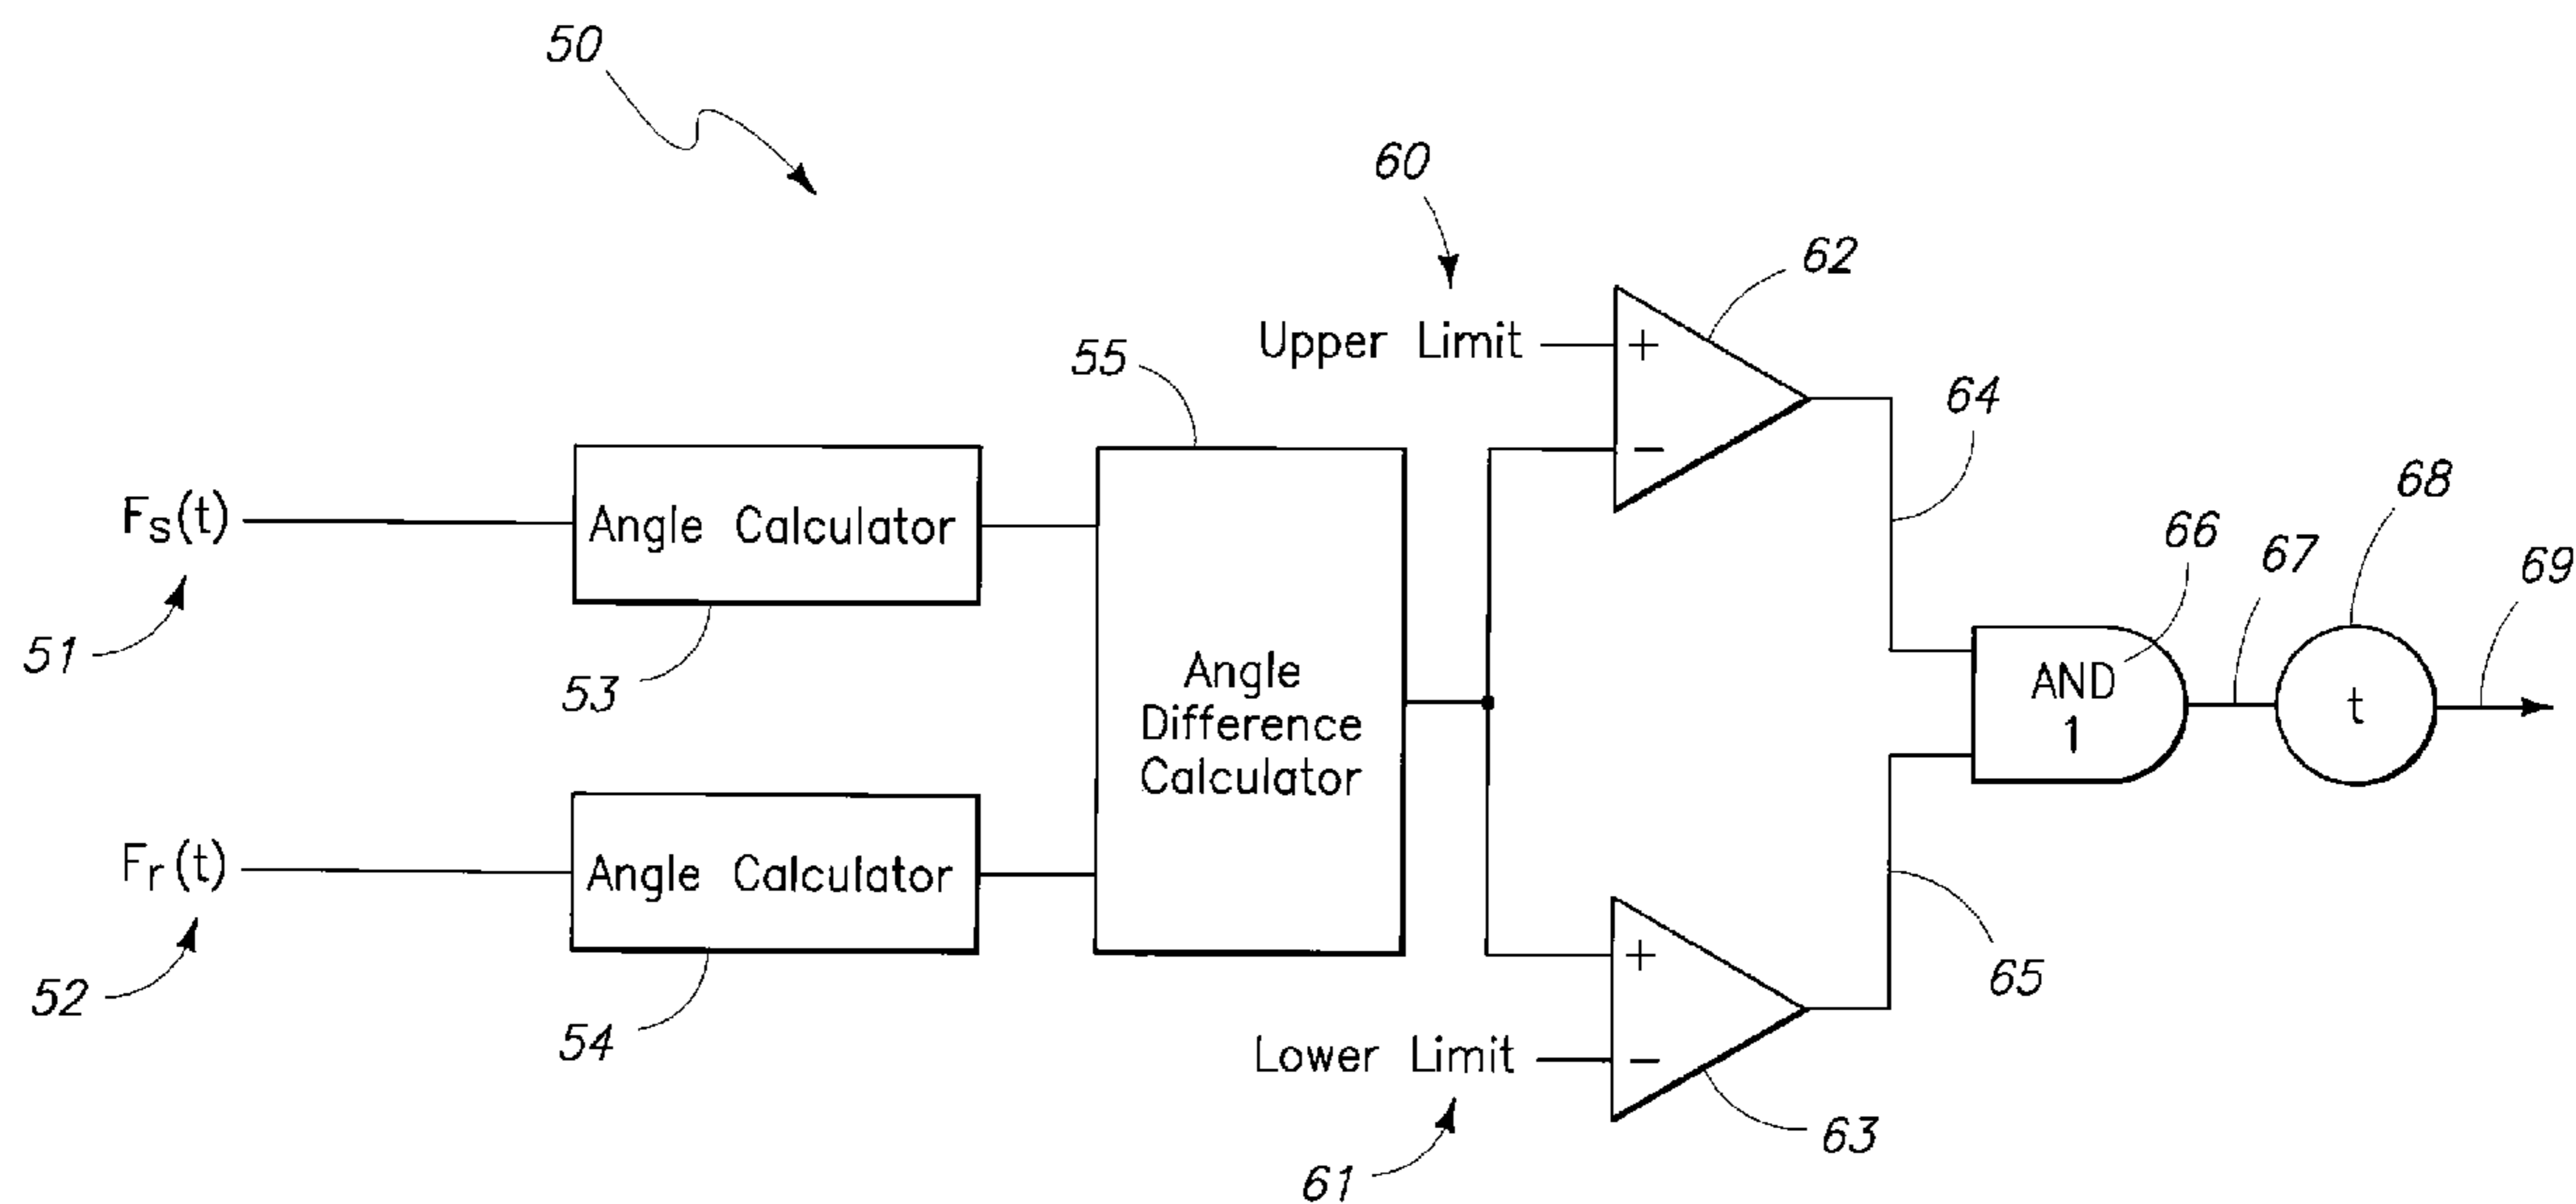 50
60
62
Upper Limit
+
−
55
64
68
Fs(t)
Angle Calculator
66
67
69
51
53
Angle
Difference
Calculator
AND
1
t
Fr(t)
Angle Calculator
52
54
+
−
65
Lower Limit
63
61